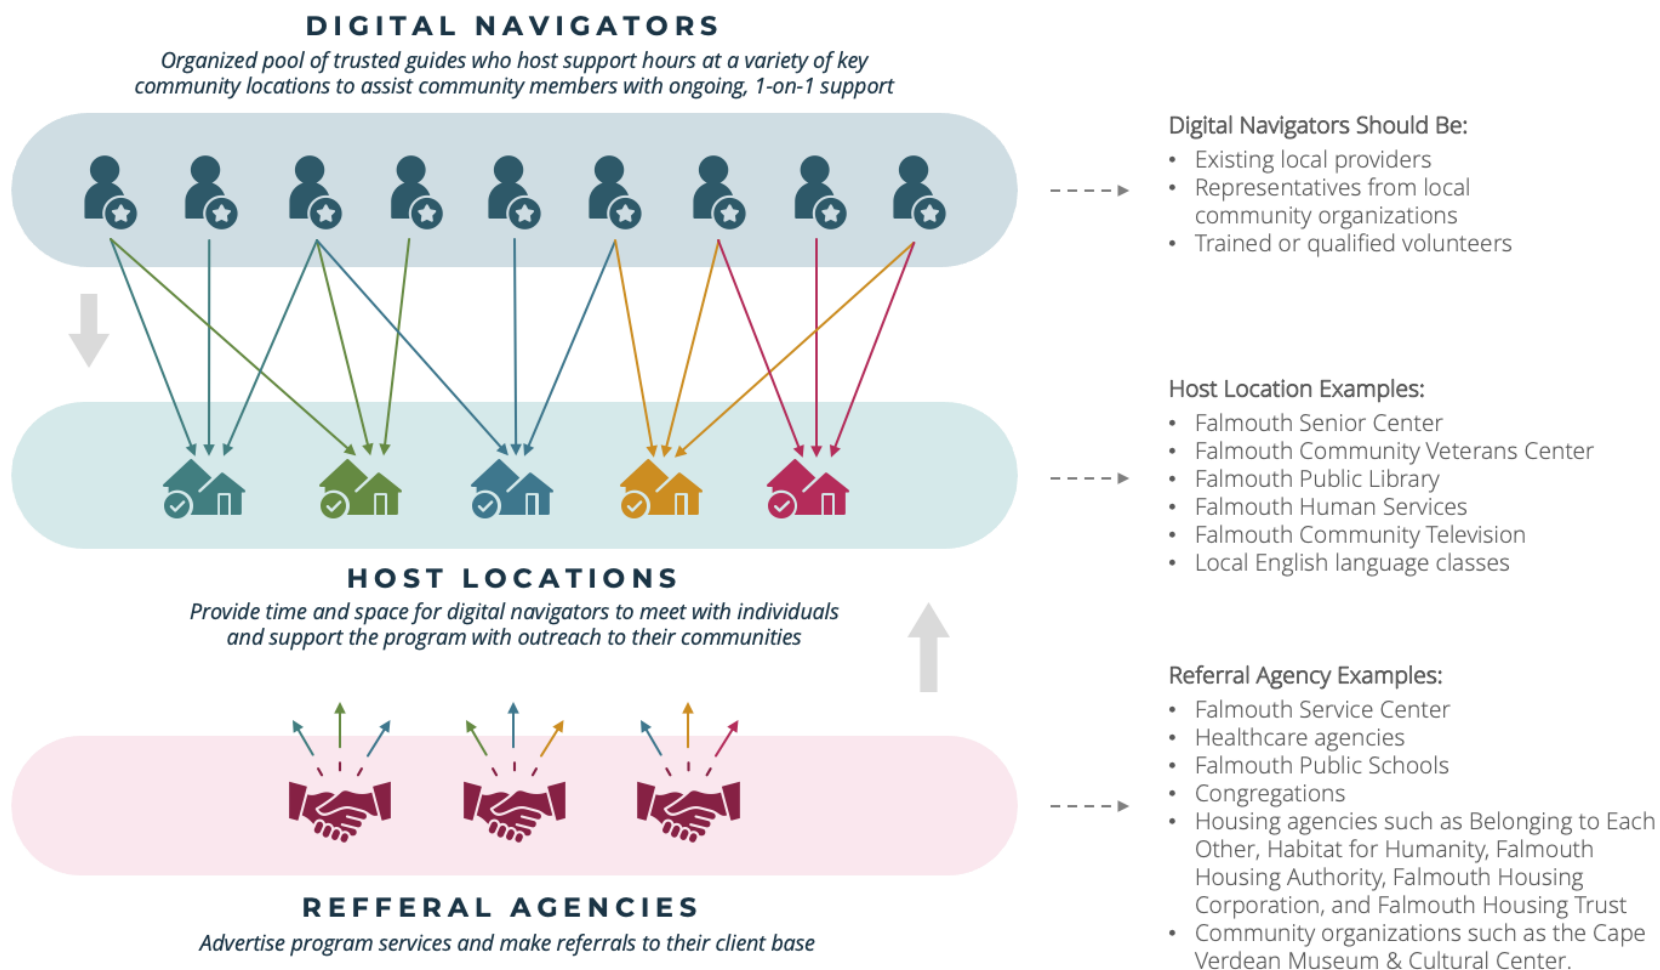 DIGITAL NAVIGATORS
Organized pool of trusted guides who host support hours at a variety of key
community locations to assist community members with ongoing, 1-on-1 support
Digital Navigators Should Be:
• Existing local providers
• Representatives from local
community organizations
• Trained or qualified volunteers
Host Location Examples:
• Falmouth Senior Center
• Falmouth Community Veterans Center
• Falmouth Public Library
• Falmouth Human Services
• Falmouth Community Television
• Local English language classes
HOST LOCATIONS
Provide time and space for digital navigators to meet with individuals
and support the program with outreach to their communities
Referral Agency Examples:
• Falmouth Service Center
• Healthcare agencies
• Falmouth Public Schools
• Congregations
• Housing agencies such as Belonging to Each
Other, Habitat for Humanity, Falmouth
Housing Authority, Falmouth Housing
Corporation, and Falmouth Housing Trust
• Community organizations such as the Cape
Verdean Museum & Cultural Center.
REFFERAL AGENCIES
Advertise program services and make referrals to their client base